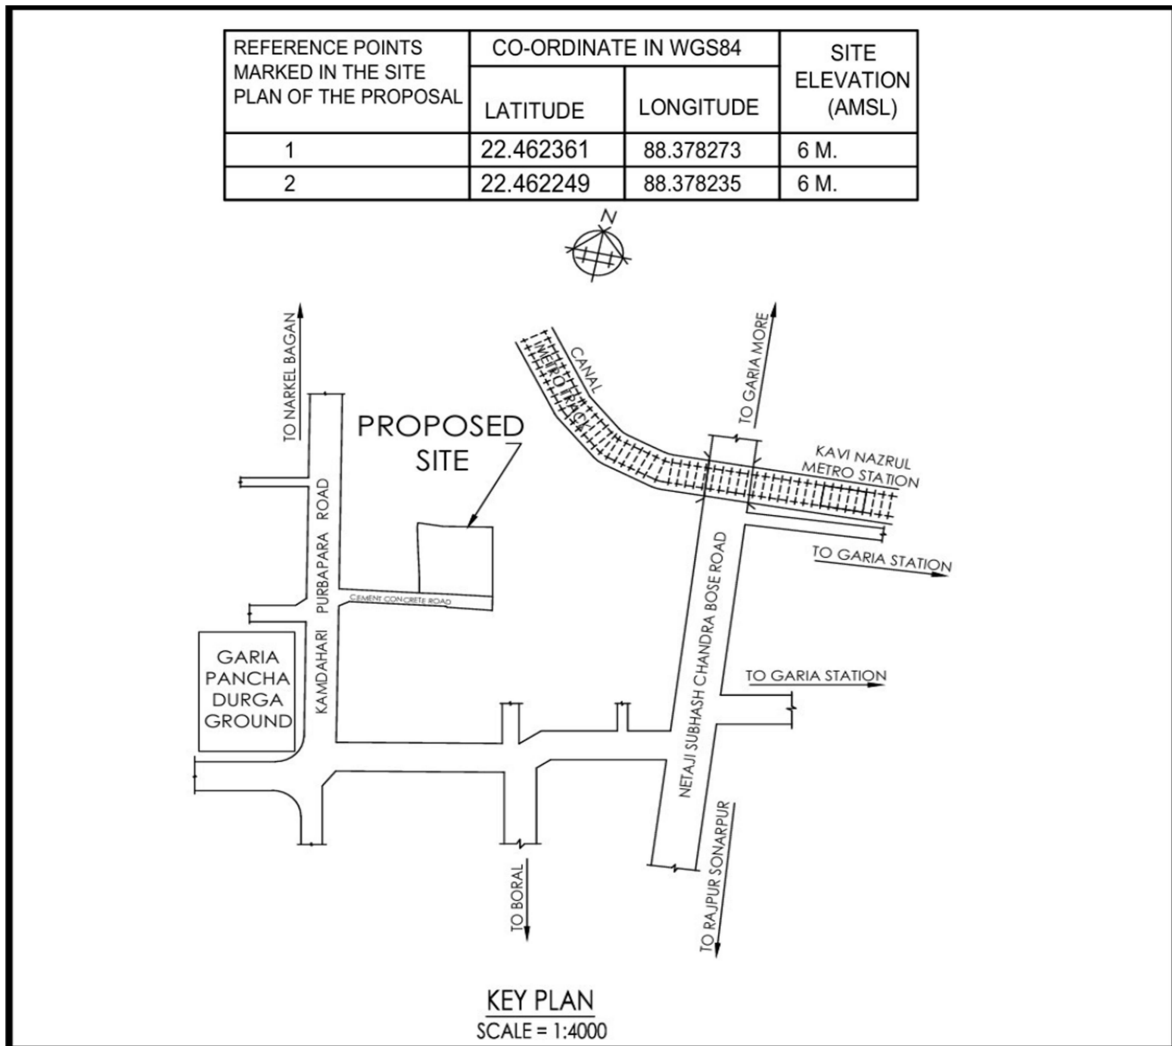 REFERENCE POINTS
MARKED IN THE SITE
PLAN OF THE PROPOSAL
CO-ORDINATE IN WGS84
LATITUDE
LONGITUDE
SITE
ELEVATION
(AMSL)
1 22.462361 88.378273 6 M.
2 22.462249 88.378235 6 M.
N
TO NARKEL BAGAN
CANAL
METRO TRACK
TO GARIA MORE
PROPOSED
SITE
KAVI NAZRUL
METRO STATION
KAMDAHARI PURBAPARA ROAD
TO GARIA STATION
CEMENT CONCRETE ROAD
NETAJI SUBHASH CHANDRA BOSE ROAD
GARIA
PANCHA
DURGA
GROUND
TO GARIA STATION
TO BORAL
TO RAJPUR SONARPUR
KEY PLAN
SCALE = 1:4000